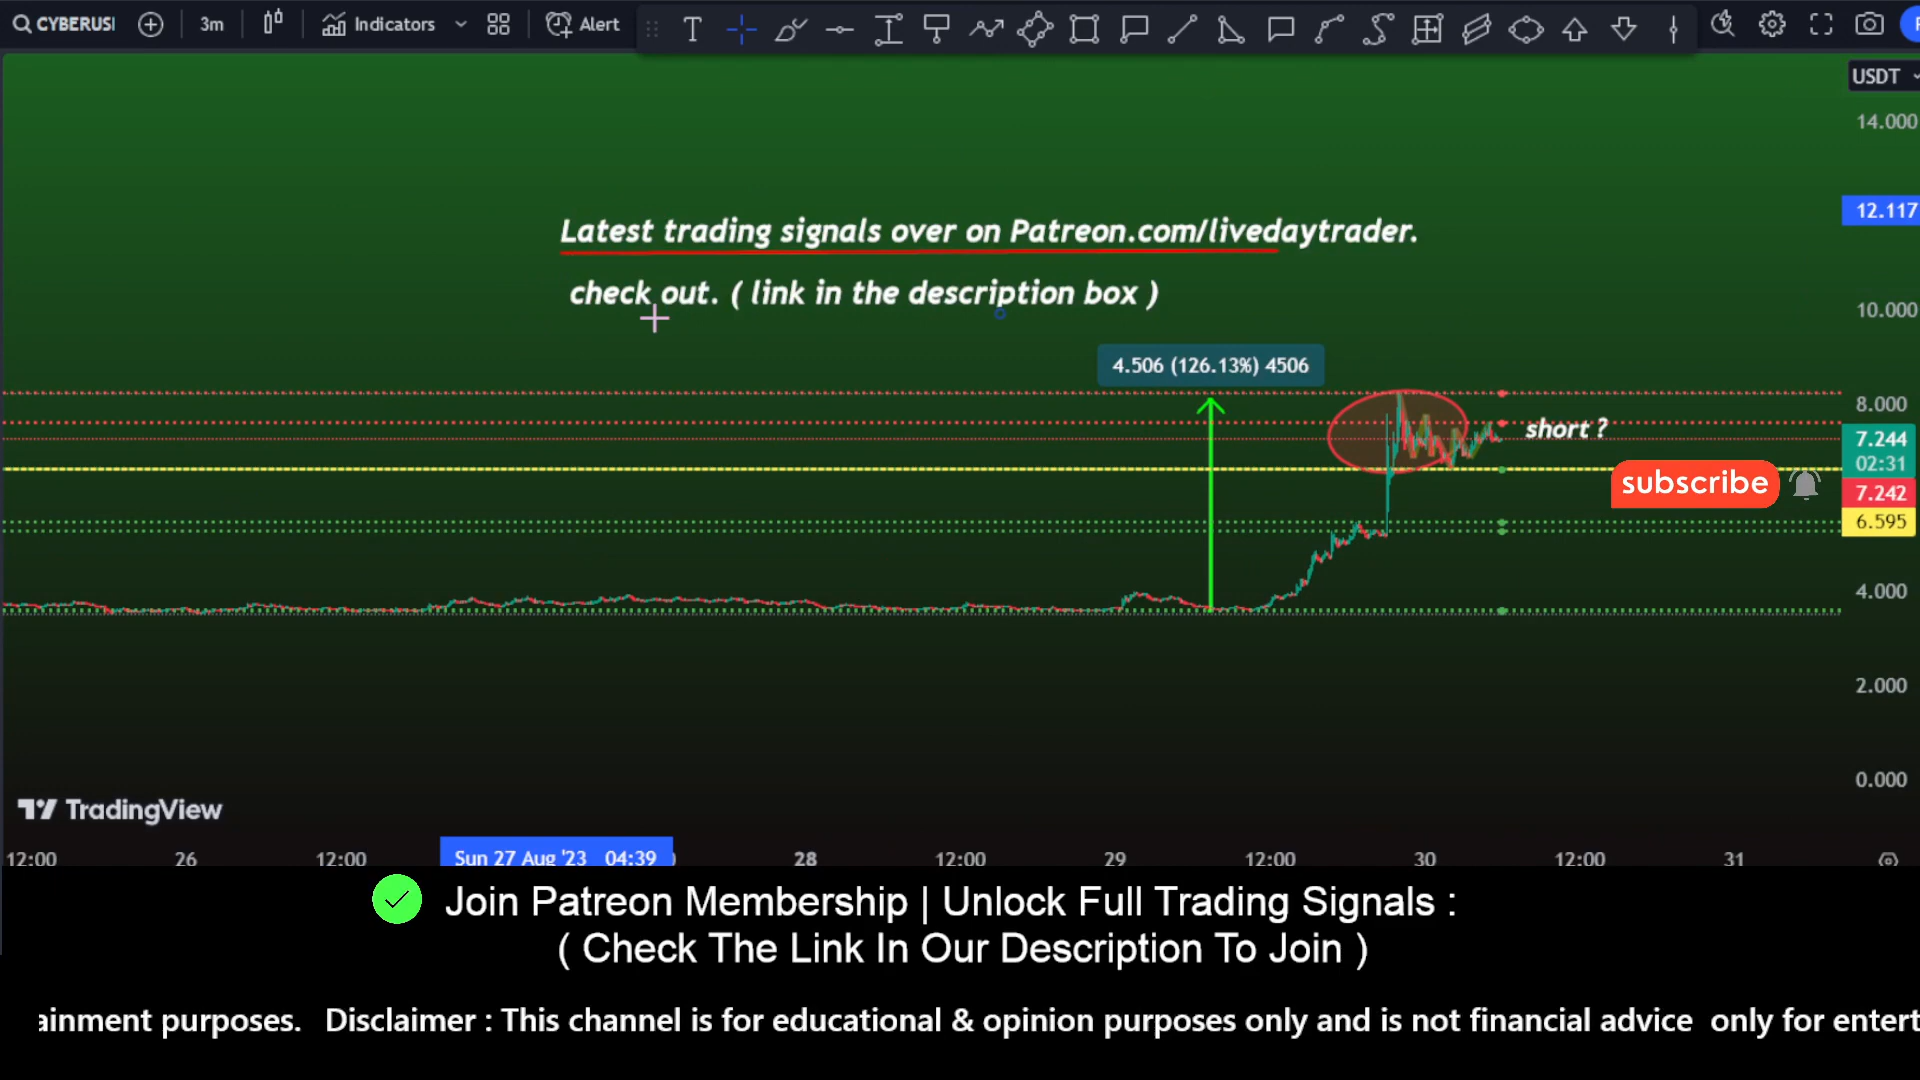 CYBERUS
3m
Indicators
Alert
USDT
14.000
12.117
Latest trading signals over on Patreon.com/livedaytrader.
check out. ( link in the description box )
10.000
4.506 (126.13%) 4506
8.000
short ?
7.244
02:31
subscribe
7.242
6.595
4.000
2.000
0.000
TradingView
12:00 26 12:00 Sun 27 Aug '23 04:39 28 12:00 29 12:00 30 12:00 31
Join Patreon Membership | Unlock Full Trading Signals :
( Check The Link In Our Description To Join )
ainment purposes. Disclaimer : This channel is for educational & opinion purposes only and is not financial advice only for entert